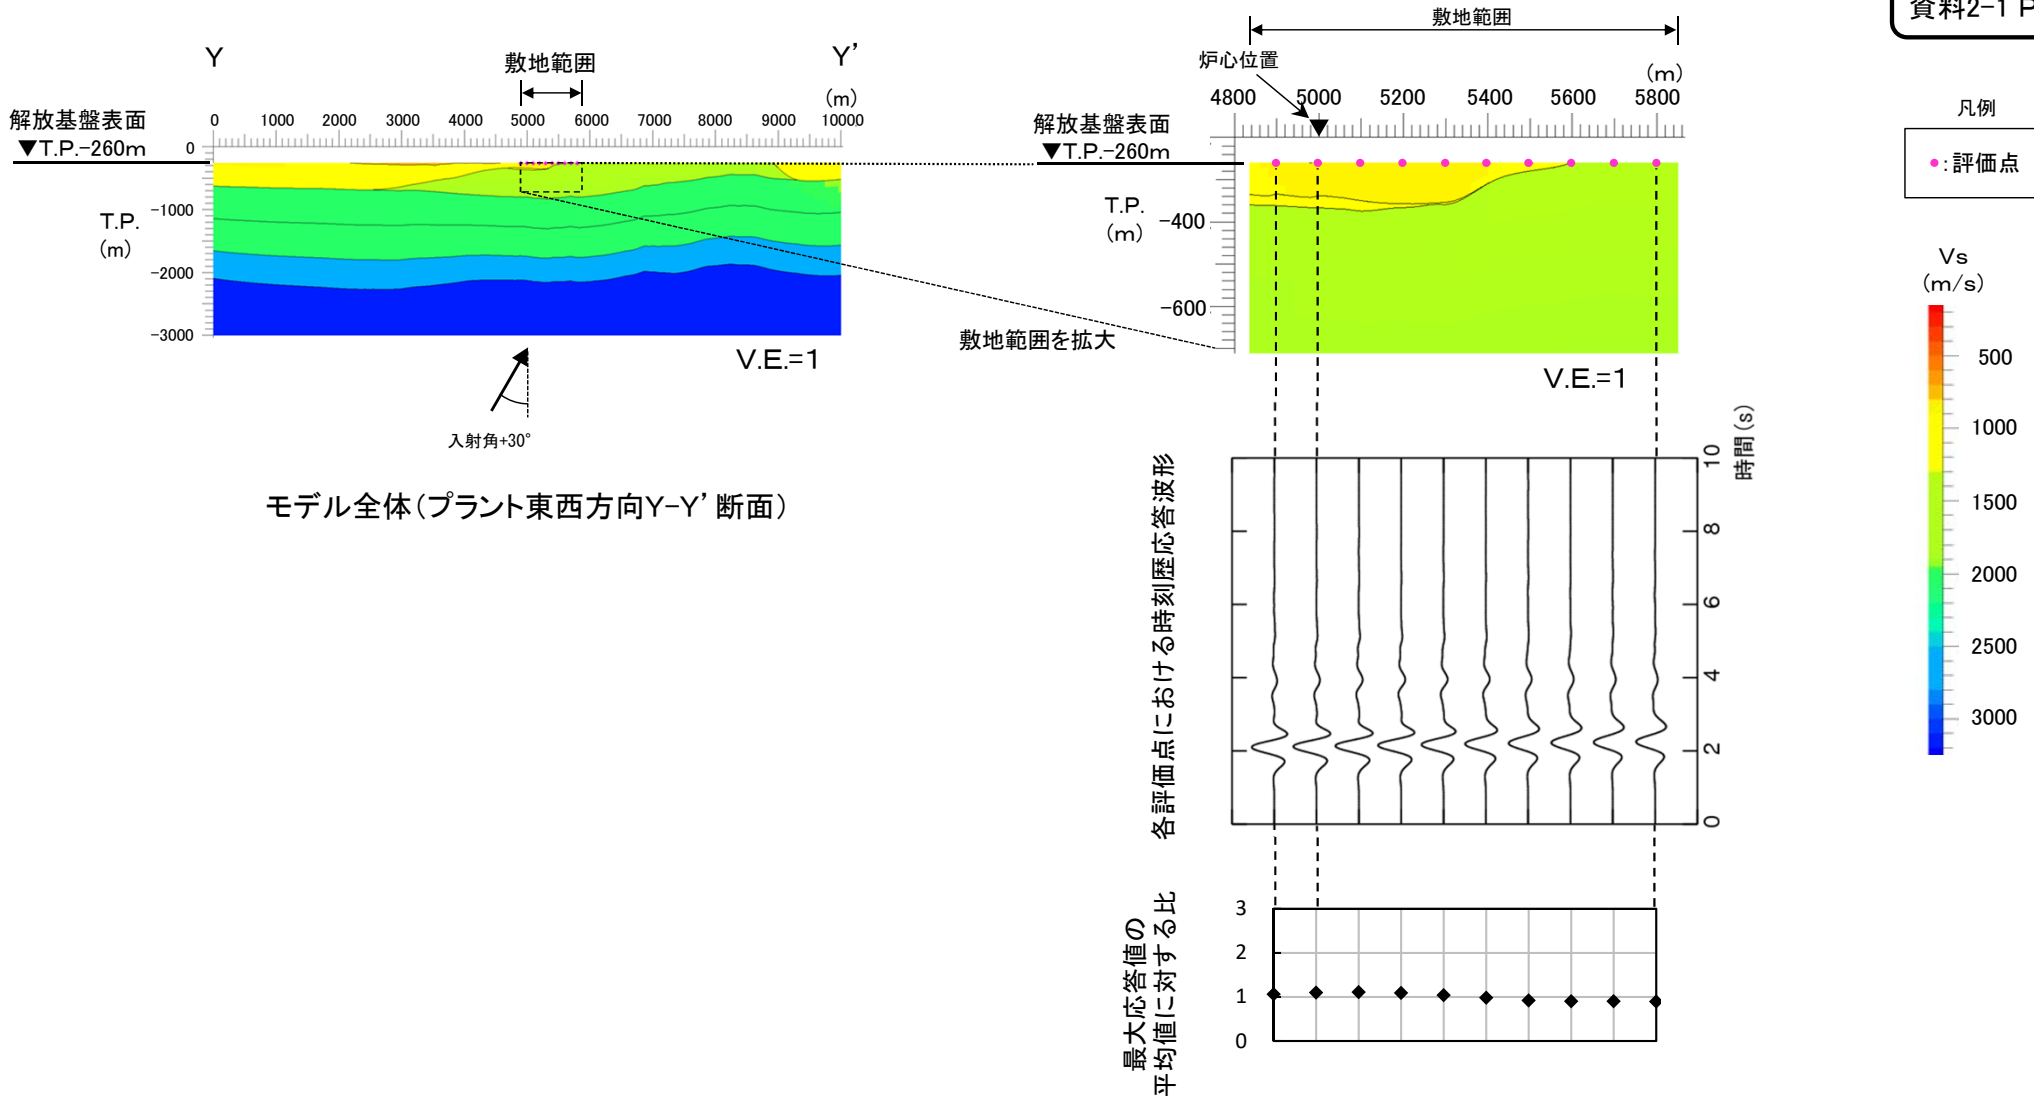 資料2-1 P
Y
Y’
敷地範囲
(m)
0 1000 2000 3000 4000 5000 6000 7000 8000 9000 10000
解放基盤表面
▼T.P.-260m
0
-1000
-2000
-3000
T.P.
(m)
V.E.=1
入射角+30°
モデル全体(プラント東西方向Y-Y’断面)
敷地範囲
炉心位置
(m)
4800 5000 5200 5400 5600 5800
解放基盤表面
▼T.P.-260m
T.P.
(m)
-400
-600
敷地範囲を拡大
V.E.=1
凡例
●:評価点
Vs
(m/s)
500
1000
1500
2000
2500
3000
各評価点における時刻歴応答波形
時間(s)
10
8
6
4
2
0
最大応答値の
平均値に対する比
3
2
1
0